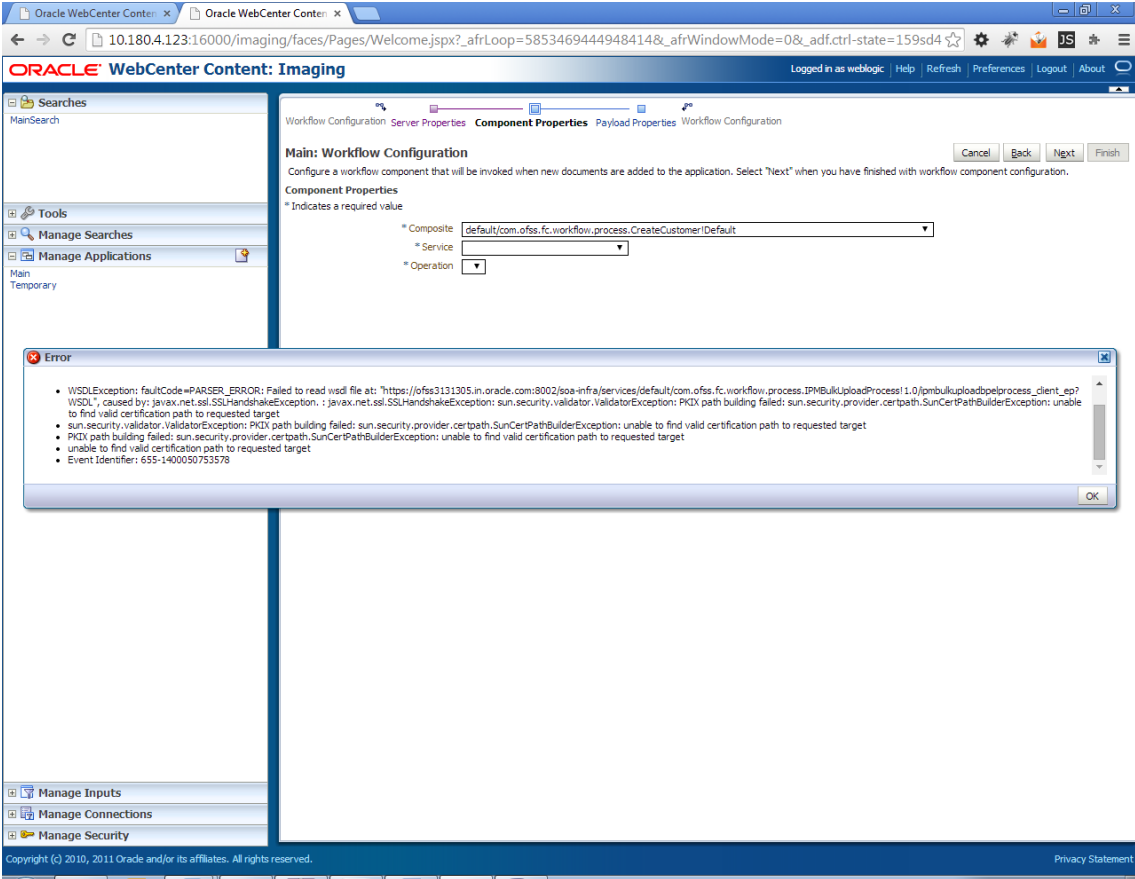 Oracle WebCenter Conten ×
Oracle WebCenter Conten ×
10.180.4.123:16000/imaging/faces/Pages/Welcome.jspx?_afrLoop=5853469444948414&_afrWindowMode=0&_adf.ctrl-state=159sd4
JS
ORACLE WebCenter Content: Imaging
Logged in as weblogic Help Refresh Preferences Logout About
Searches
MainSearch
Tools
Manage Searches
Manage Applications
Main
Temporary
Workflow Configuration Server Properties Component Properties Payload Properties Workflow Configuration
Main: Workflow Configuration
Cancel Back Next Finish
Configure a workflow component that will be invoked when new documents are added to the application. Select "Next" when you have finished with workflow component configuration.
Component Properties
* Indicates a required value
* Composite default/com.ofss.fc.workflow.process.CreateCustomer!Default
* Service
* Operation
Error
• WSDLException: faultCode=PARSER_ERROR: Failed to read wsdl file at: "https://ofss3131305.in.oracle.com:8002/soa-infra/services/default/com.ofss.fc.workflow.process.IPMBulkUploadProcess!1.0/ipmbulkuploadbpelprocess_client_ep?
WSDL", caused by: javax.net.ssl.SSLHandshakeException. : javax.net.ssl.SSLHandshakeException: sun.security.validator.ValidatorException: PKIX path building failed: sun.security.provider.certpath.SunCertPathBuilderException: unable
to find valid certification path to requested target
• sun.security.validator.ValidatorException: PKIX path building failed: sun.security.provider.certpath.SunCertPathBuilderException: unable to find valid certification path to requested target
• PKIX path building failed: sun.security.provider.certpath.SunCertPathBuilderException: unable to find valid certification path to requested target
• unable to find valid certification path to requested target
• Event Identifier: 655-1400050753578
OK
Manage Inputs
Manage Connections
Manage Security
Copyright (c) 2010, 2011 Oracle and/or its affiliates. All rights reserved.
Privacy Statement